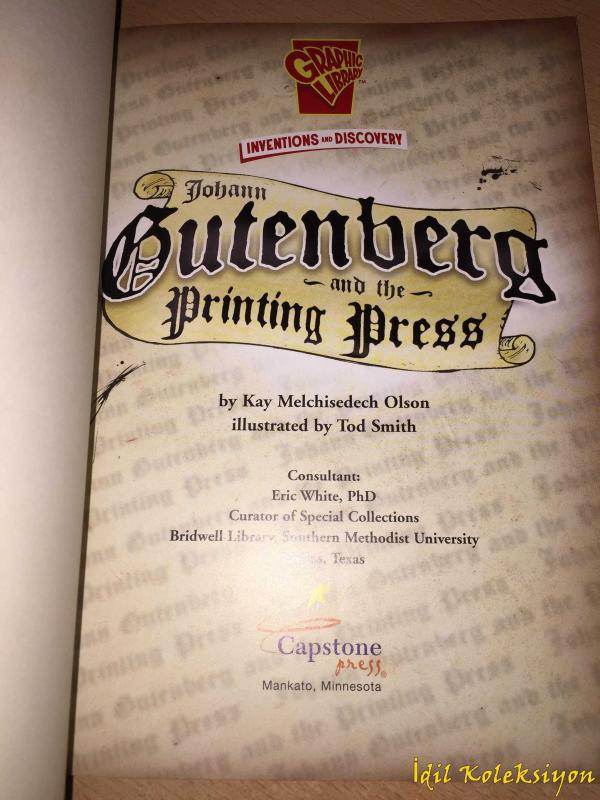 GRAPHIC LIBRARY™
INVENTIONS AND DISCOVERY
Johann
Gutenberg
~and the~
Printing Press
by Kay Melchisedech Olson
illustrated by Tod Smith
Consultant:
Eric White, PhD
Curator of Special Collections
Bridwell Library, Southern Methodist University
Texas
Capstone
press®
Mankato, Minnesota
İdil Koleksiyon